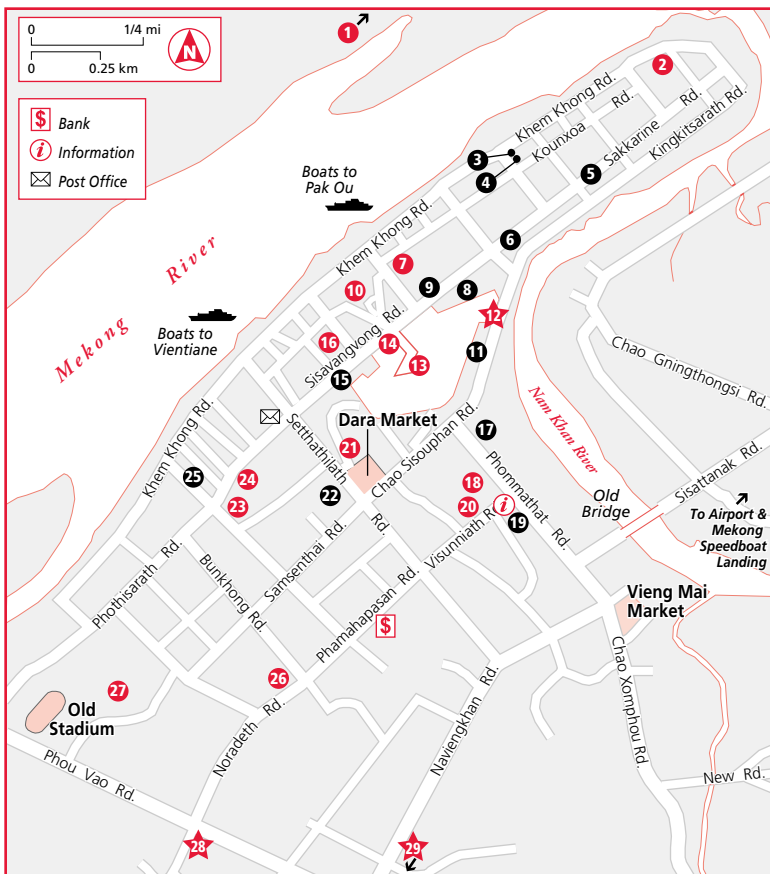 0 1/4 mi
0 0.25 km
N
$ Bank
i Information
Post Office
1
2
Khem Khong Rd.
Kounxoa Rd.
Sakkarine Rd.
Kingkitsarath Rd.
3
4
5
6
Boats to
Pak Ou
Khem Khong Rd.
7
8
9
10
Mekong River
Boats to
Vientiane
Sisavangvong Rd.
11
12
13
14
15
16
Chao Gningthongsi Rd.
Nam Khan River
Dara Market
Setthathilath Rd.
Chao Sisouphan Rd.
17
Phommathat Rd.
Sisattanak Rd.
Old
Bridge
To Airport &
Mekong
Speedboat
Landing
Khem Khong Rd.
18
i
19
20
21
22
23
24
25
Visunniath Rd.
Samsenthai Rd.
Phothisarath Rd.
Bunkhong Rd.
Phamahapasan Rd.
$
Vieng Mai
Market
Chao Xomphou Rd.
Naviengkhan Rd.
26
27
Old
Stadium
Noradeth Rd.
Phou Vao Rd.
New Rd.
28
29